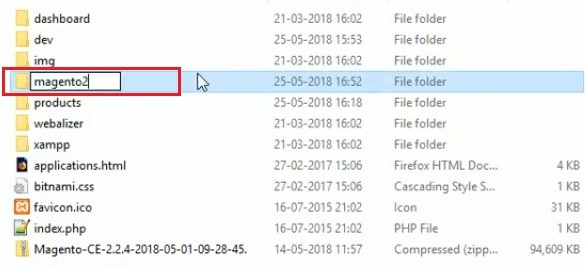 dashboard 21-03-2018 16:02 File folder
dev 25-05-2018 15:53 File folder
img 21-03-2018 16:02 File folder
magento2 25-05-2018 16:52 File folder
products 25-05-2018 16:18 File folder
webalizer 21-03-2018 16:02 File folder
xampp 21-03-2018 16:02 File folder
applications.html 27-02-2017 15:06 Firefox HTML Doc... 4 KB
bitnami.css 27-02-2017 15:06 Cascading Style S... 1 KB
favicon.ico 16-07-2015 21:02 Icon 31 KB
index.php 16-07-2015 21:02 PHP File 1 KB
Magento-CE-2.2.4-2018-05-01-09-28-45. 14-05-2018 11:57 Compressed (zipp... 94,609 KB